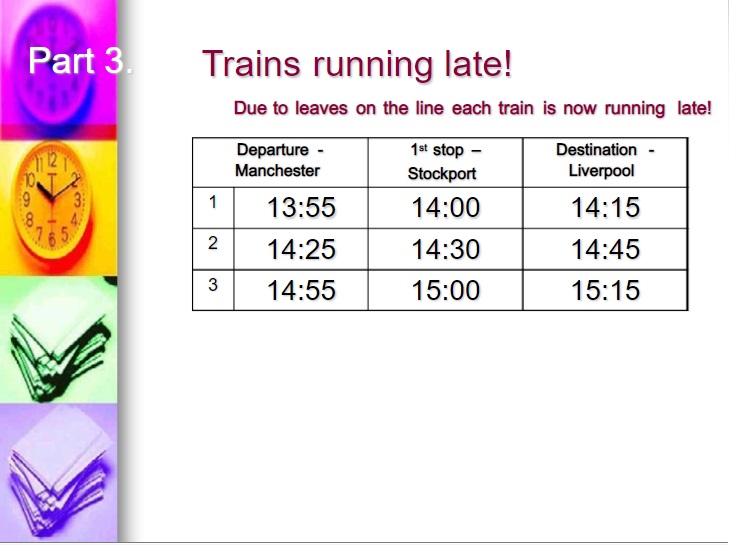 Part 3. Trains running late!
Due to leaves on the line each train is now running late!
Departure - 1st stop – Destination -
Manchester Stockport Liverpool
1 13:55 14:00 14:15
2 14:25 14:30 14:45
3 14:55 15:00 15:15